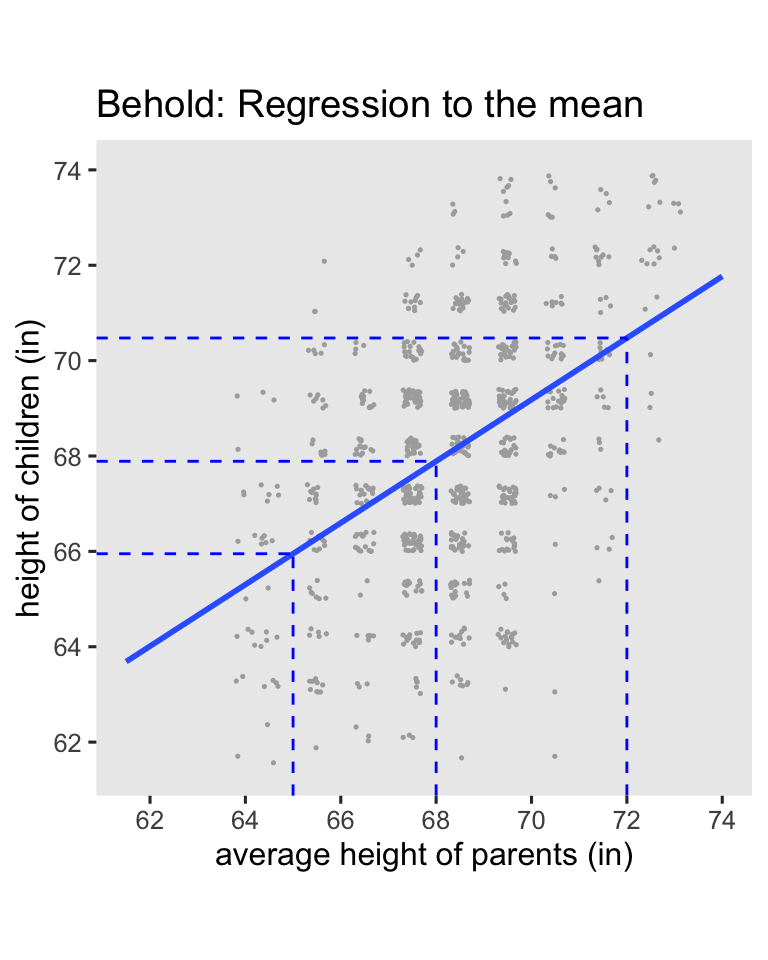 Behold: Regression to the mean
74
72
70
68
66
64
62
height of children (in)
62 64 66 68 70 72 74
average height of parents (in)